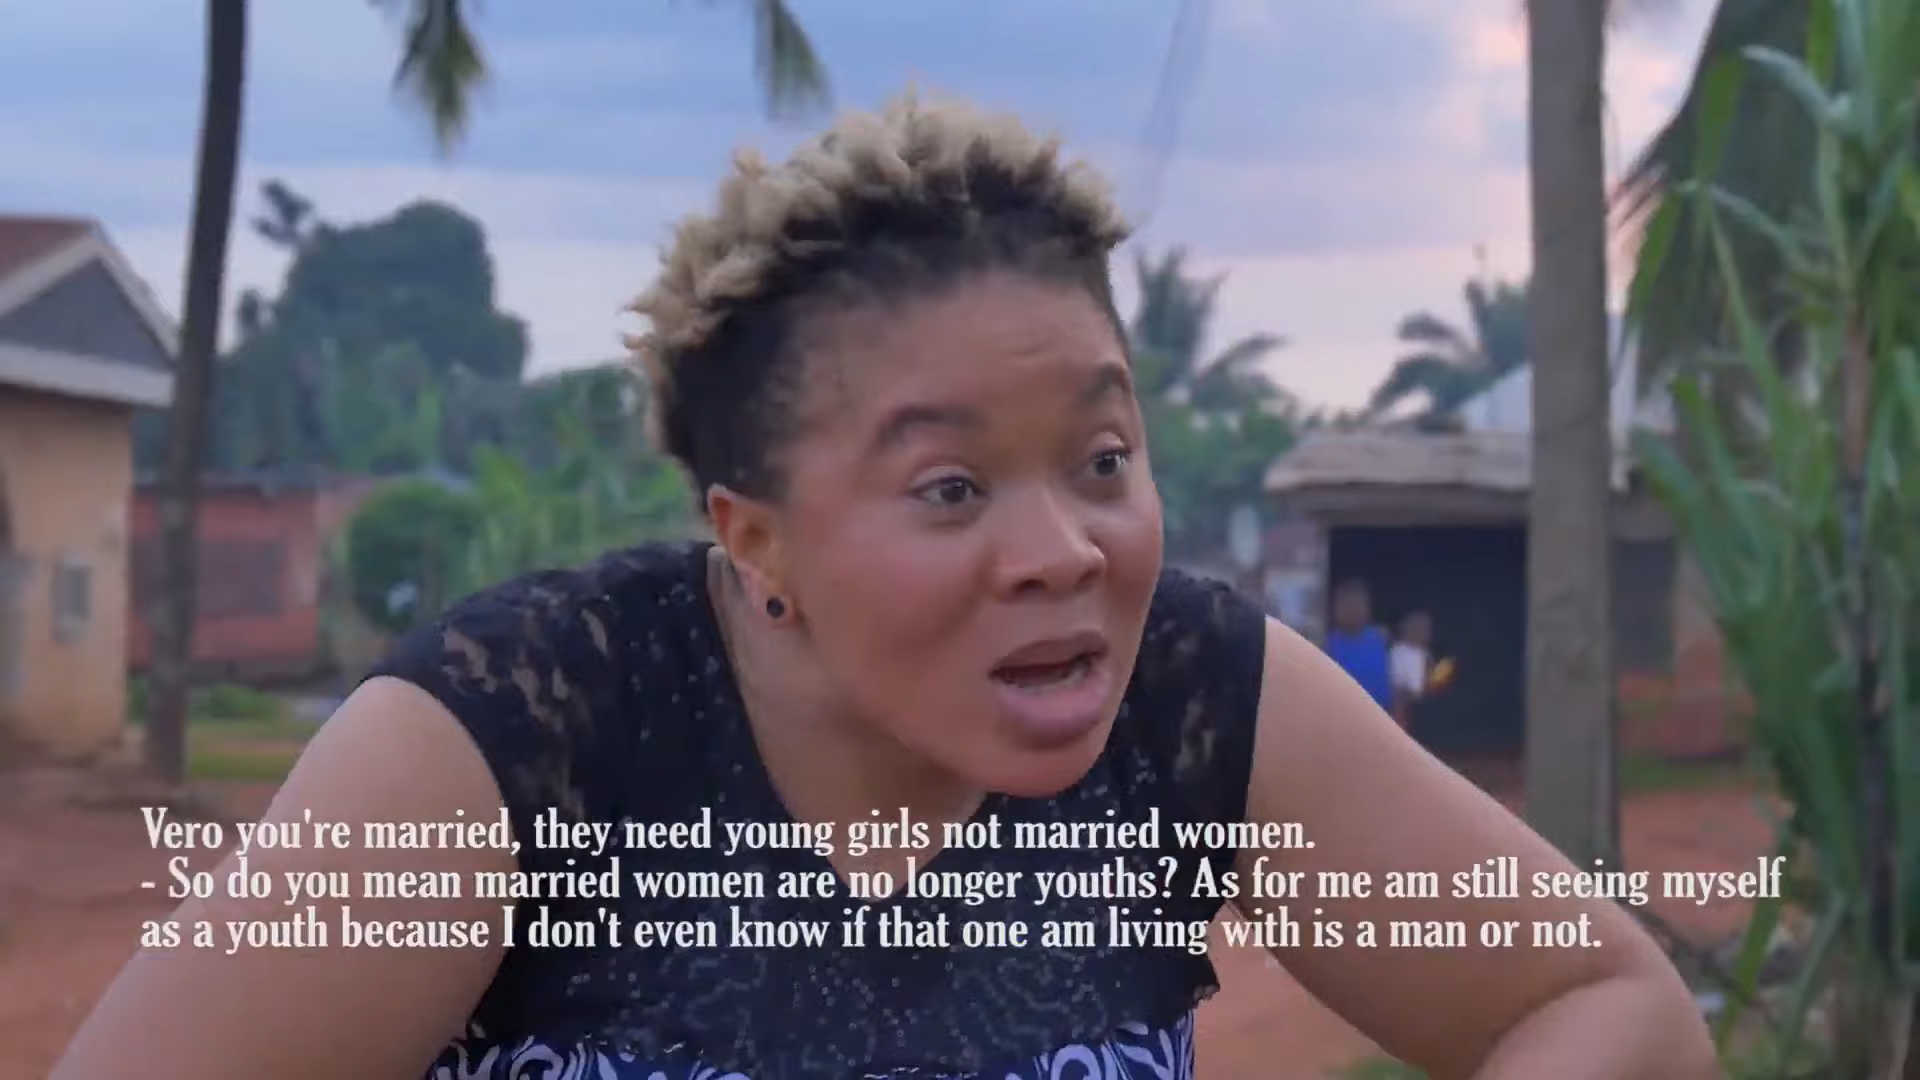 Vero you're married, they need young girls not married women.
- So do you mean married women are no longer youths? As for me am still seeing myself
as a youth because I don't even know if that one am living with is a man or not.